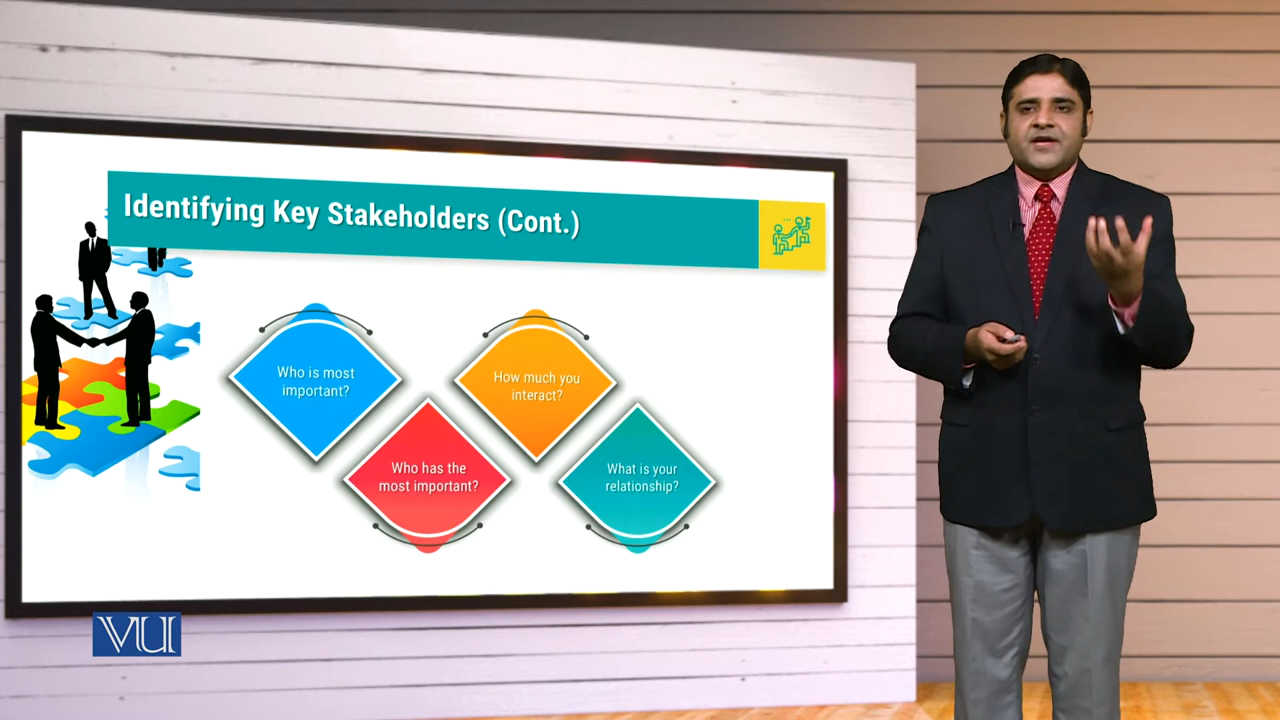 Identifying Key Stakeholders (Cont.)
Who is most
important?
How much you
interact?
Who has the
most important?
What is your
relationship?
VU